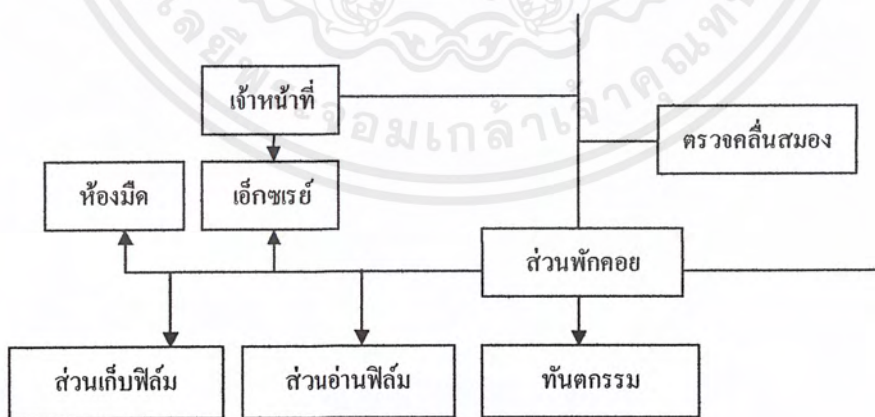 เจ้าหน้าที่
ตรวจคลื่นสมอง
ห้องมืด
เอ็กซเรย์
ส่วนพักคอย
ส่วนเก็บฟิล์ม
ส่วนอ่านฟิล์ม
ทันตกรรม